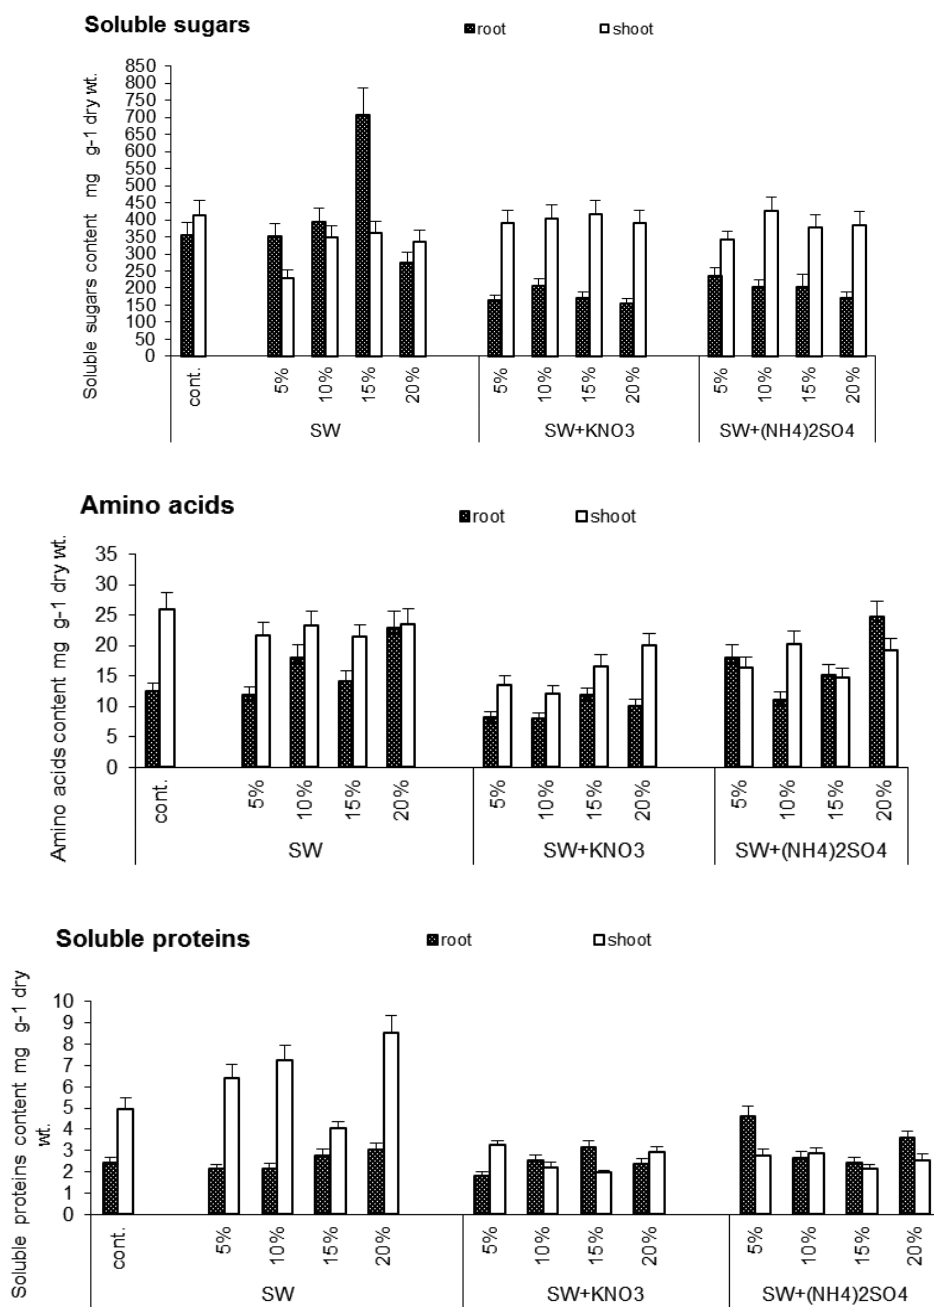 Soluble sugars
root shoot
Soluble sugars content mg g-1 dry wt.
850
800
750
700
650
600
550
500
450
400
350
300
250
200
150
100
50
0
cont. 5% 10% 15% 20% 5% 10% 15% 20% 5% 10% 15% 20%
SW SW+KNO3 SW+(NH4)2SO4
Amino acids
root shoot
Amino acids content mg g-1 dry wt.
35
30
25
20
15
10
5
0
cont. 5% 10% 15% 20% 5% 10% 15% 20% 5% 10% 15% 20%
SW SW+KNO3 SW+(NH4)2SO4
Soluble proteins
root shoot
Soluble proteins content mg g-1 dry
wt.
10
9
8
7
6
5
4
3
2
1
0
cont. 5% 10% 15% 20% 5% 10% 15% 20% 5% 10% 15% 20%
SW SW+KNO3 SW+(NH4)2SO4